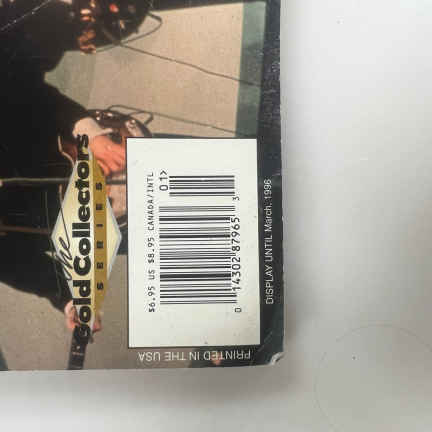 The
Gold Collectors
SERIES
$6.95 US $8.95 CANADA/INTL
01>
0 14302 87965 3
DISPLAY UNTIL March, 1996
PRINTED IN THE USA